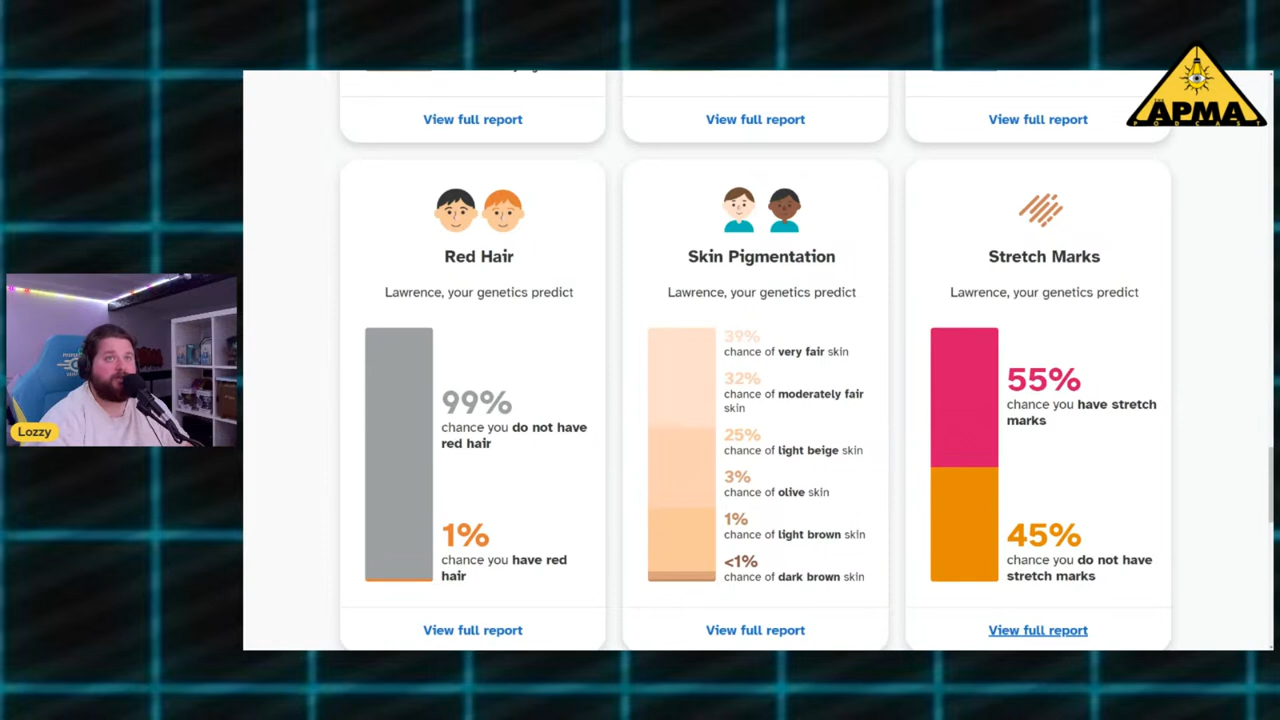 THE
APMA
PODCAST
View full report
View full report
View full report
Red Hair
Lawrence, your genetics predict
99%
chance you do not have
red hair
1%
chance you have red
hair
View full report
Skin Pigmentation
Lawrence, your genetics predict
39%
chance of very fair skin
32%
chance of moderately fair
skin
25%
chance of light beige skin
3%
chance of olive skin
1%
chance of light brown skin
<1%
chance of dark brown skin
View full report
Stretch Marks
Lawrence, your genetics predict
55%
chance you have stretch
marks
45%
chance you do not have
stretch marks
View full report
Lozzy